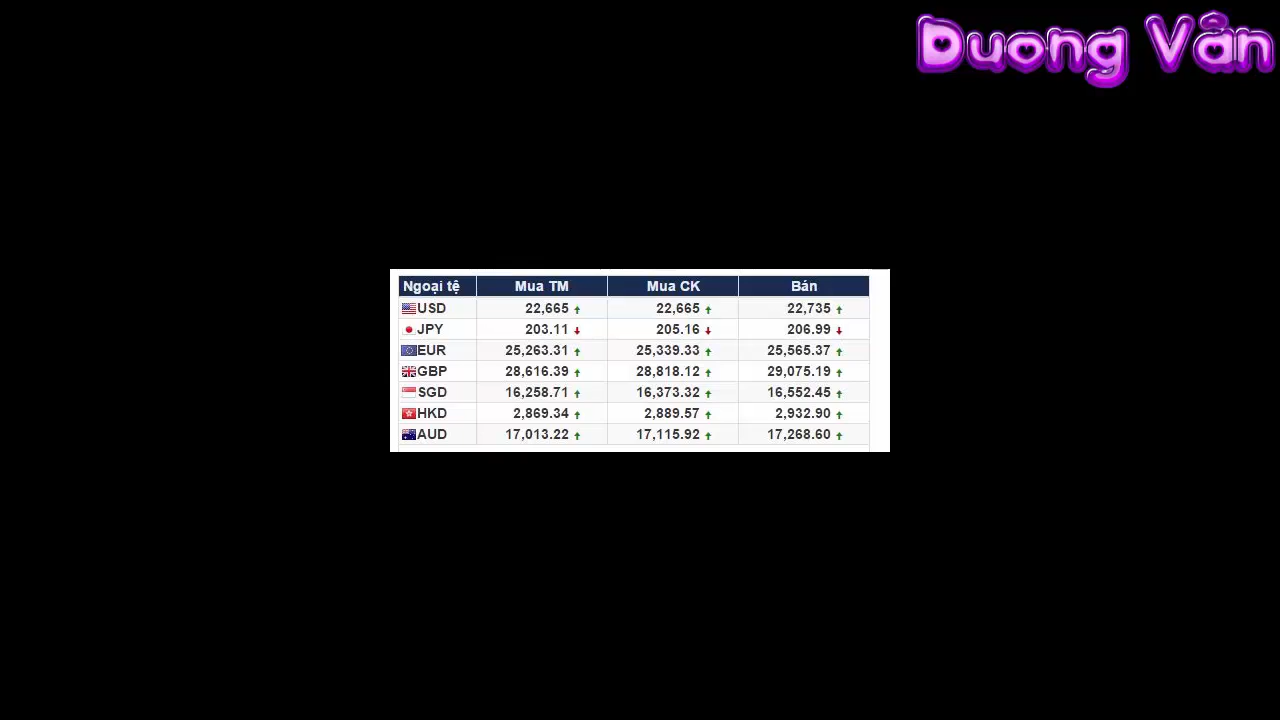 Duong Vân
Ngoại tệ Mua TM Mua CK Bán
USD 22,665 22,665 22,735
JPY 203.11 205.16 206.99
EUR 25,263.31 25,339.33 25,565.37
GBP 28,616.39 28,818.12 29,075.19
SGD 16,258.71 16,373.32 16,552.45
HKD 2,869.34 2,889.57 2,932.90
AUD 17,013.22 17,115.92 17,268.60